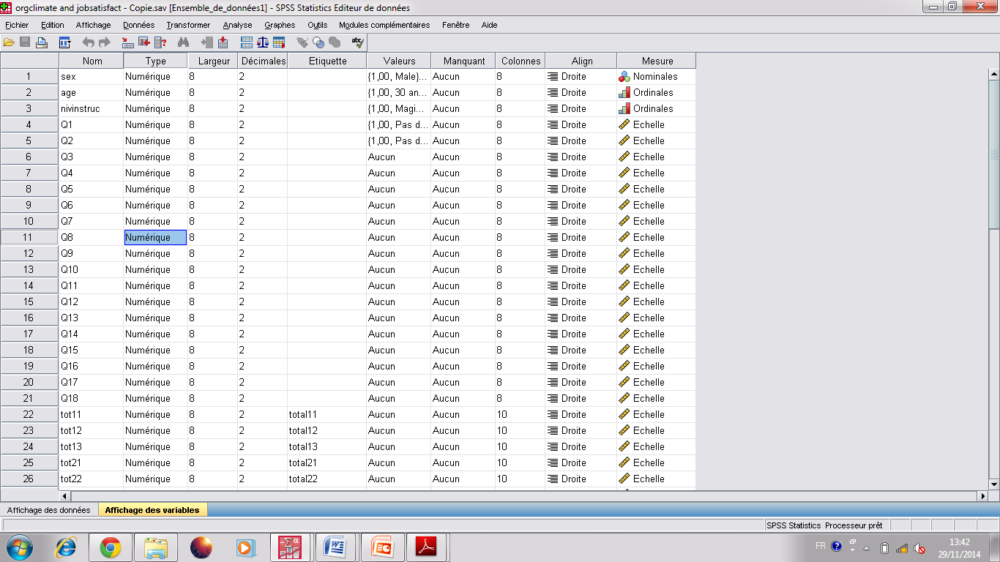 orgclimate and jobsatisfact - Copie.sav [Ensemble_de_données1] - SPSS Statistics Editeur de données
Fichier Edition Affichage Données Transformer Analyse Graphes Outils Modules complémentaires Fenêtre Aide
Nom Type Largeur Décimales Etiquette Valeurs Manquant Colonnes Align Mesure
1 sex Numérique 8 2 {1,00, Male}... Aucun 8 Droite Nominales
2 age Numérique 8 2 {1,00, 30 an... Aucun 8 Droite Ordinales
3 nivinstruc Numérique 8 2 {1,00, Magi... Aucun 8 Droite Ordinales
4 Q1 Numérique 8 2 {1,00, Pas d... Aucun 8 Droite Echelle
5 Q2 Numérique 8 2 {1,00, Pas d... Aucun 8 Droite Echelle
6 Q3 Numérique 8 2 Aucun Aucun 8 Droite Echelle
7 Q4 Numérique 8 2 Aucun Aucun 8 Droite Echelle
8 Q5 Numérique 8 2 Aucun Aucun 8 Droite Echelle
9 Q6 Numérique 8 2 Aucun Aucun 8 Droite Echelle
10 Q7 Numérique 8 2 Aucun Aucun 8 Droite Echelle
11 Q8 Numérique 8 2 Aucun Aucun 8 Droite Echelle
12 Q9 Numérique 8 2 Aucun Aucun 8 Droite Echelle
13 Q10 Numérique 8 2 Aucun Aucun 8 Droite Echelle
14 Q11 Numérique 8 2 Aucun Aucun 8 Droite Echelle
15 Q12 Numérique 8 2 Aucun Aucun 8 Droite Echelle
16 Q13 Numérique 8 2 Aucun Aucun 8 Droite Echelle
17 Q14 Numérique 8 2 Aucun Aucun 8 Droite Echelle
18 Q15 Numérique 8 2 Aucun Aucun 8 Droite Echelle
19 Q16 Numérique 8 2 Aucun Aucun 8 Droite Echelle
20 Q17 Numérique 8 2 Aucun Aucun 8 Droite Echelle
21 Q18 Numérique 8 2 Aucun Aucun 8 Droite Echelle
22 tot11 Numérique 8 2 total11 Aucun Aucun 10 Droite Echelle
23 tot12 Numérique 8 2 total12 Aucun Aucun 10 Droite Echelle
24 tot13 Numérique 8 2 total13 Aucun Aucun 10 Droite Echelle
25 tot21 Numérique 8 2 total21 Aucun Aucun 10 Droite Echelle
26 tot22 Numérique 8 2 total22 Aucun Aucun 10 Droite Echelle
Affichage des données Affichage des variables
SPSS Statistics Processeur prêt
FR 13:42
29/11/2014